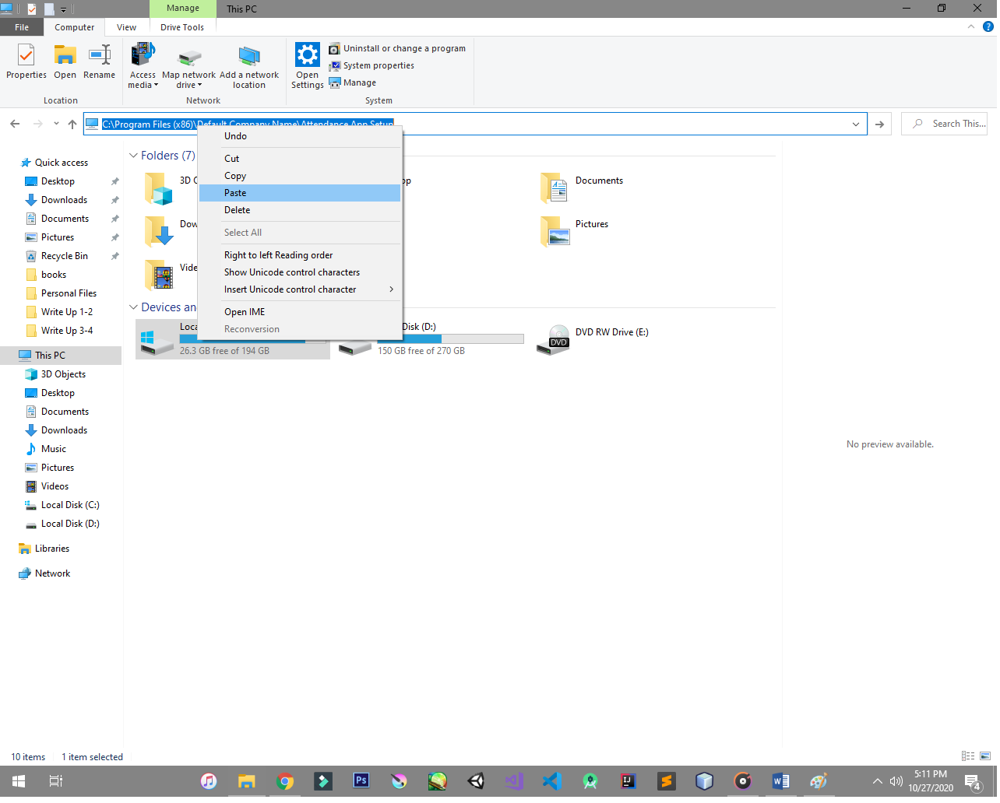 Manage
This PC
File
Computer
View
Drive Tools
Properties
Open
Rename
Access media
Map network drive
Add a network location
Open Settings
Uninstall or change a program
System properties
Manage
Location
Network
System
C:\Program Files (x86)\Default Company Name\Attendance App Setup
Search This...
Quick access
Desktop
Downloads
Documents
Pictures
Recycle Bin
books
Personal Files
Write Up 1-2
Write Up 3-4
This PC
3D Objects
Desktop
Documents
Downloads
Music
Pictures
Videos
Local Disk (C:)
Local Disk (D:)
Libraries
Network
Folders (7)
Documents
Pictures
Undo
Cut
Copy
Paste
Delete
Select All
Right to left Reading order
Show Unicode control characters
Insert Unicode control character
Open IME
Reconversion
Devices
26.3 GB free of 194 GB
Disk (D:)
150 GB free of 270 GB
DVD
DVD RW Drive (E:)
No preview available.
10 items
1 item selected
Ps
IJ
W
5:11 PM
10/27/2020
4